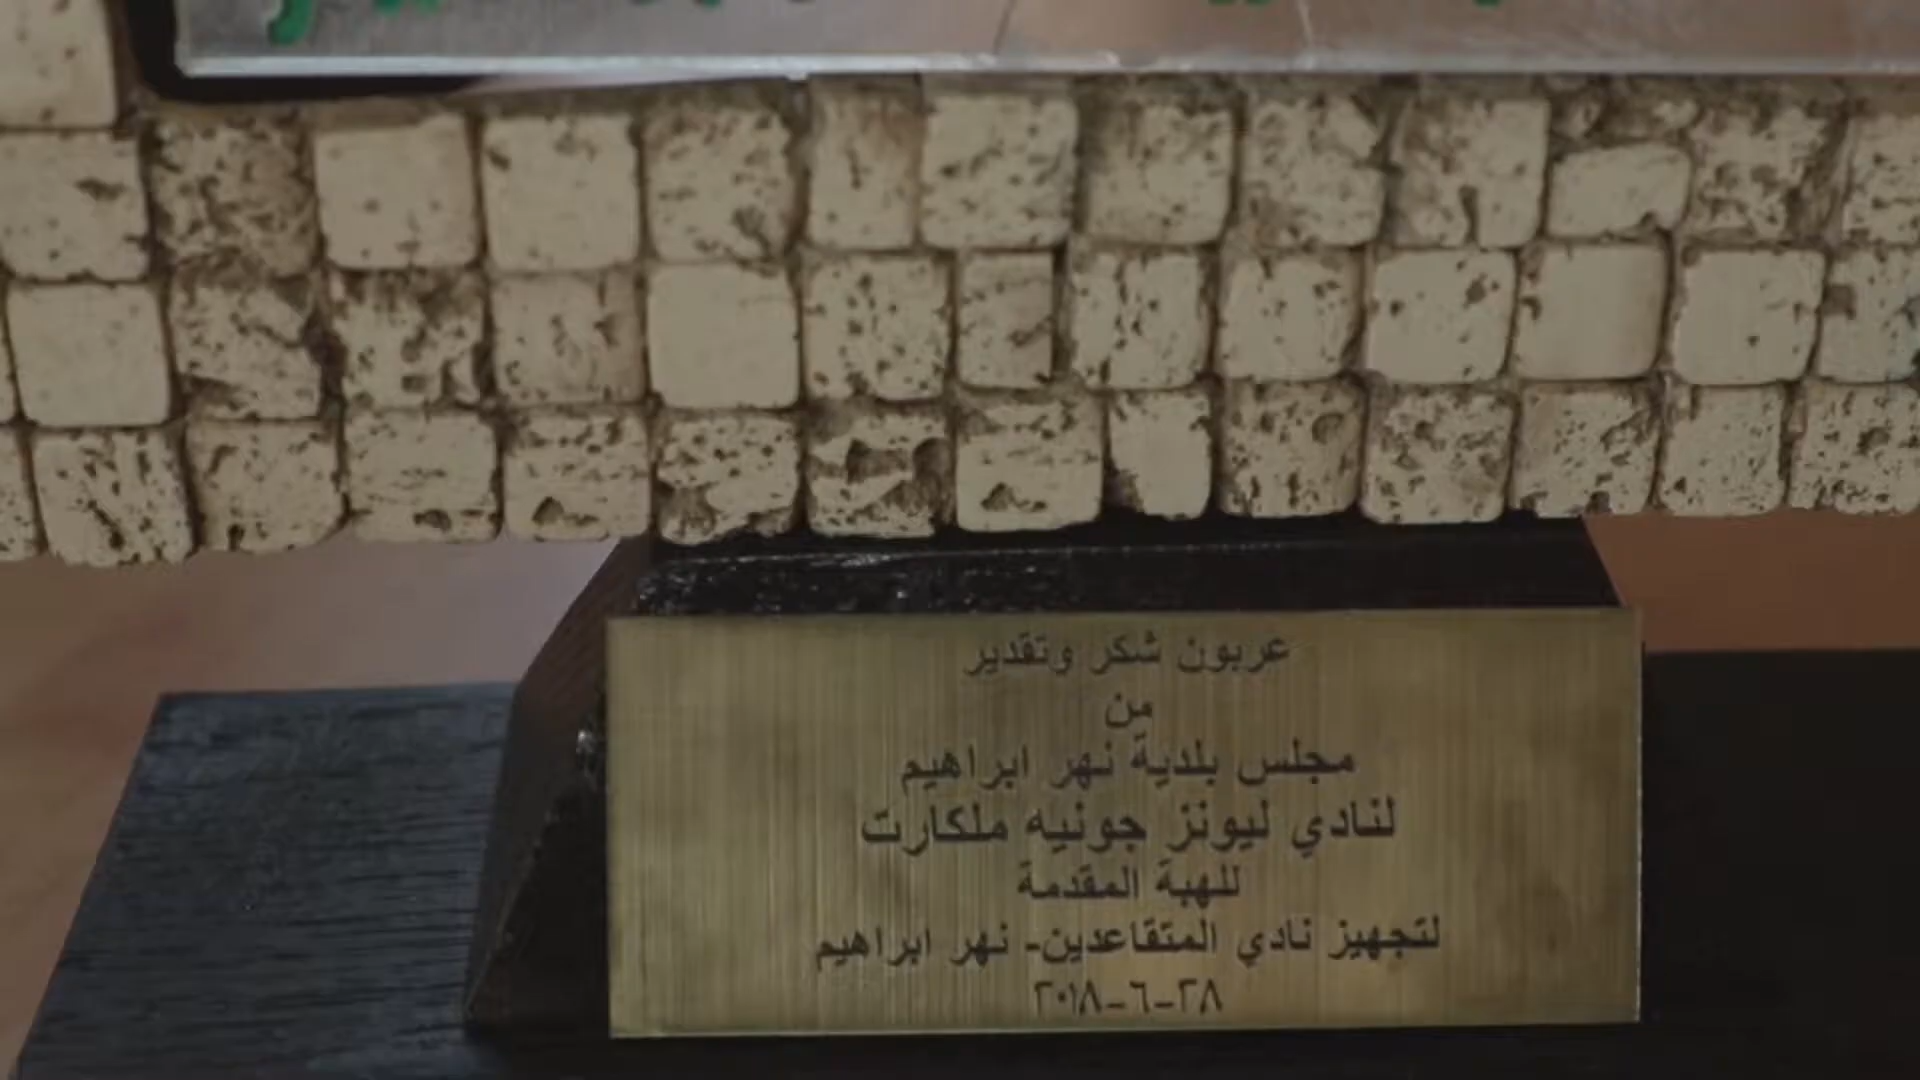 عربون شكر وتقدير
من
مجلس بلدية نهر ابراهيم
لنادي ليونز جونيه ملكارت
للهبة المقدمة
لتجهيز نادي المتقاعدين- نهر ابراهيم
٢٨-٦-٢٠١٨